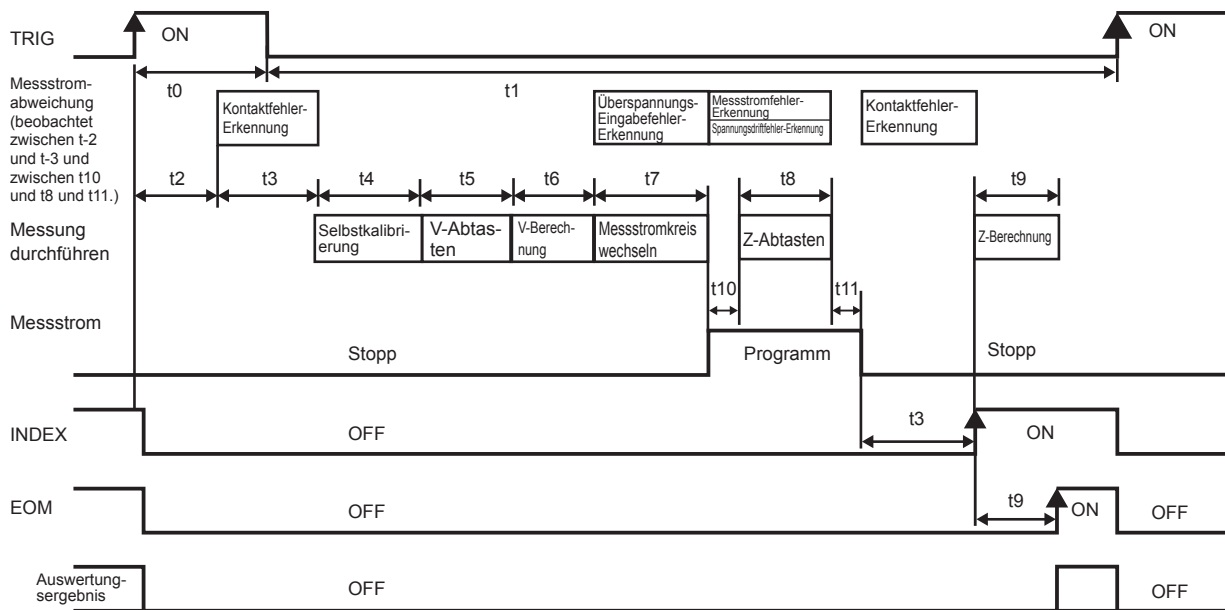 TRIG
ON
ON
t0
t1
Messstrom-
abweichung
(beobachtet
zwischen t-2
und t-3 und
zwischen t10
und t8 und t11.)
Kontaktfehler-
Erkennung
Überspannungs-
Eingabefehler-
Erkennung
Messstromfehler-
Erkennung
Spannungsdriftfehler-Erkennung
Kontaktfehler-
Erkennung
t2
t3
t4
t5
t6
t7
t8
t9
Messung
durchführen
Selbstkalibri-
erung
V-Abtas-
ten
V-Berech-
nung
Messstromkreis
wechseln
Z-Abtasten
Z-Berechnung
t10
t11
Messstrom
Stopp
Programm
Stopp
t3
INDEX
OFF
ON
EOM
OFF
t9
ON
OFF
Auswertung-
sergebnis
OFF
OFF